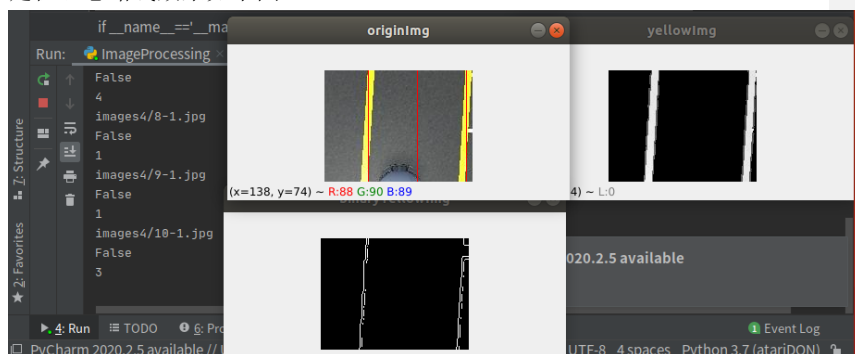 if __name__=='__ma
originImg
yellowImg
Run:
ImageProcessing
False
4
images4/8-1.jpg
False
1
images4/9-1.jpg
False
1
images4/10-1.jpg
False
3
(x=138, y=74) ~ R:88 G:90 B:89
4) ~ L:0
binaryYellowImg
020.2.5 available
7: Structure
2: Favorites
4: Run
TODO
6: Pro
1 Event Log
PyCharm 2020.2.5 available //
UTF-8
4 spaces
Python 3.7 (atariDON)